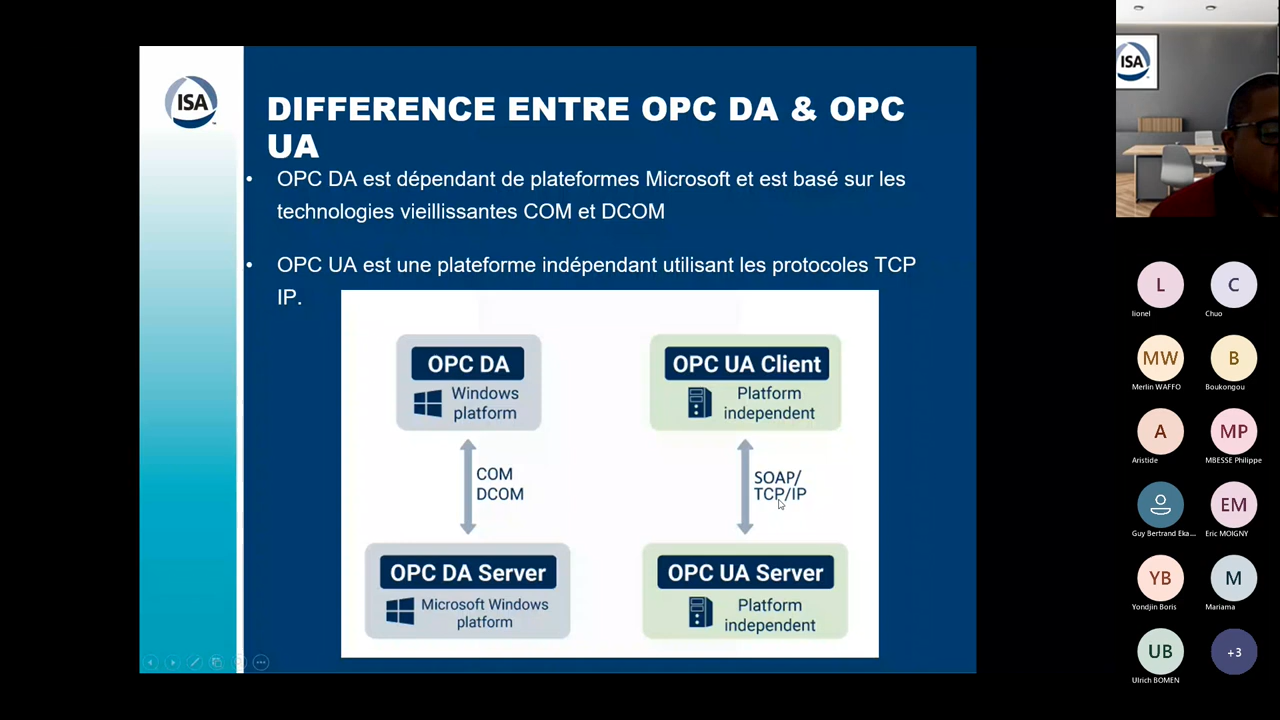 ISA
DIFFERENCE ENTRE OPC DA & OPC
UA
• OPC DA est dépendant de plateformes Microsoft et est basé sur les
technologies vieillissantes COM et DCOM
• OPC UA est une plateforme indépendant utilisant les protocoles TCP
IP.
OPC DA
Windows
platform
COM
DCOM
OPC DA Server
Microsoft Windows
platform
OPC UA Client
Platform
independent
SOAP/
TCP/IP
OPC UA Server
Platform
independent
ISA
L
lionel
C
Chuo
MW
Merlin WAFFO
B
Boukongou
A
Aristide
MP
MBESSE Philippe
Guy Bertrand Eka...
EM
Eric MOIGNY
YB
Yondjin Boris
M
Mariama
UB
Ulrich BOMEN
+3